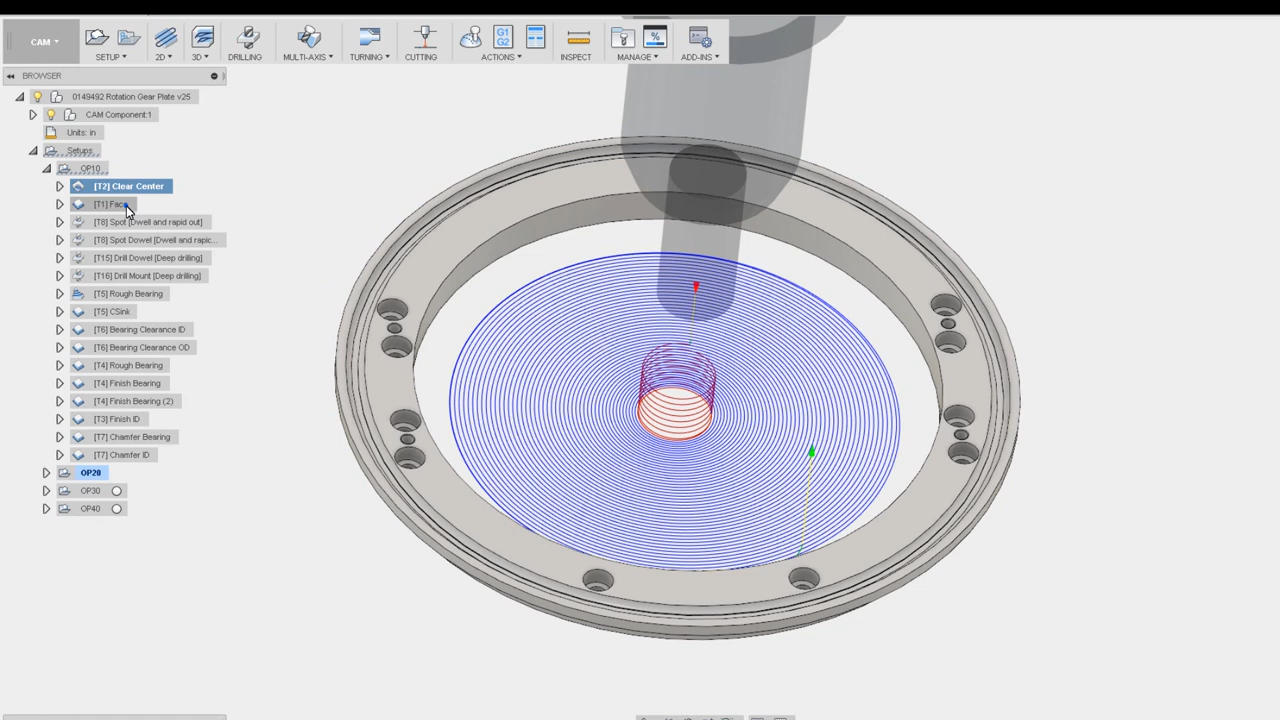 CAM
SETUP
2D
3D
DRILLING
MULTI-AXIS
TURNING
CUTTING
G1
G2
ACTIONS
INSPECT
%
MANAGE
ADD-INS
BROWSER
0149492 Rotation Gear Plate v25
CAM Component:1
Units: in
Setups
OP10
[T2] Clear Center
[T1] Face
[T8] Spot [Dwell and rapid out]
[T8] Spot Dowel [Dwell and rapic...
[T15] Drill Dowel [Deep drilling]
[T16] Drill Mount [Deep drilling]
[T5] Rough Bearing
[T5] CSink
[T6] Bearing Clearance ID
[T6] Bearing Clearance OD
[T4] Rough Bearing
[T4] Finish Bearing
[T4] Finish Bearing (2)
[T3] Finish ID
[T7] Chamfer Bearing
[T7] Chamfer ID
OP20
OP30
OP40